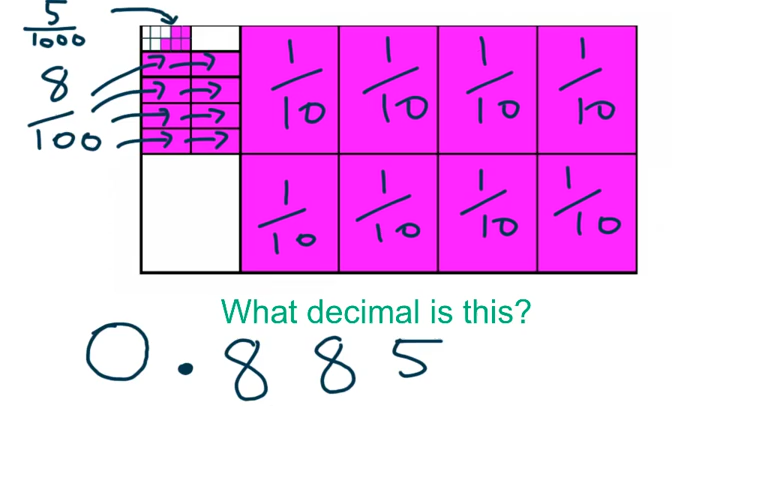 5/1000
8/100
1/10 1/10 1/10 1/10
1/10 1/10 1/10 1/10
What decimal is this?
0.885